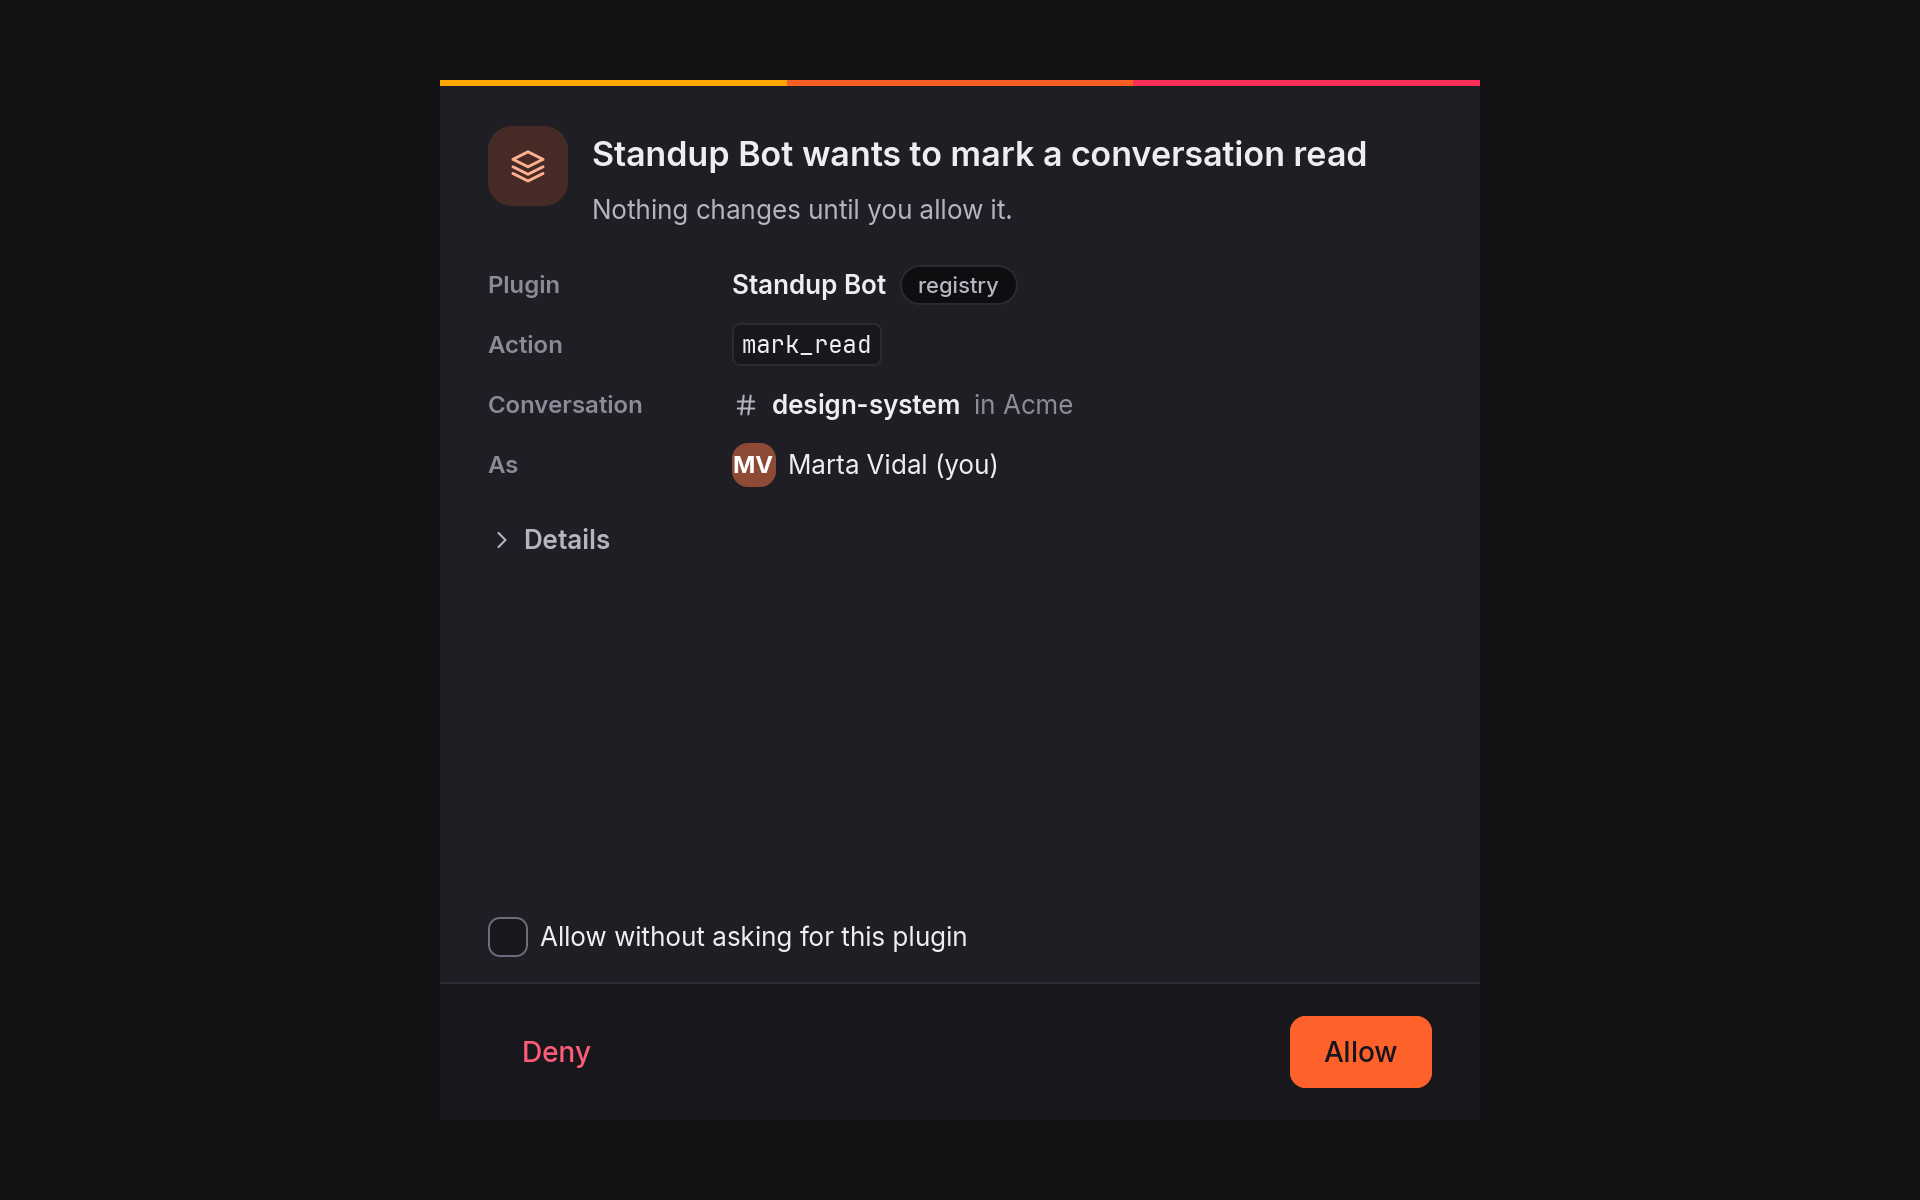 Standup Bot wants to mark a conversation read
Nothing changes until you allow it.
Plugin Standup Bot registry
Action mark_read
Conversation # design-system in Acme
As MV Marta Vidal (you)
Details
Allow without asking for this plugin
Deny Allow